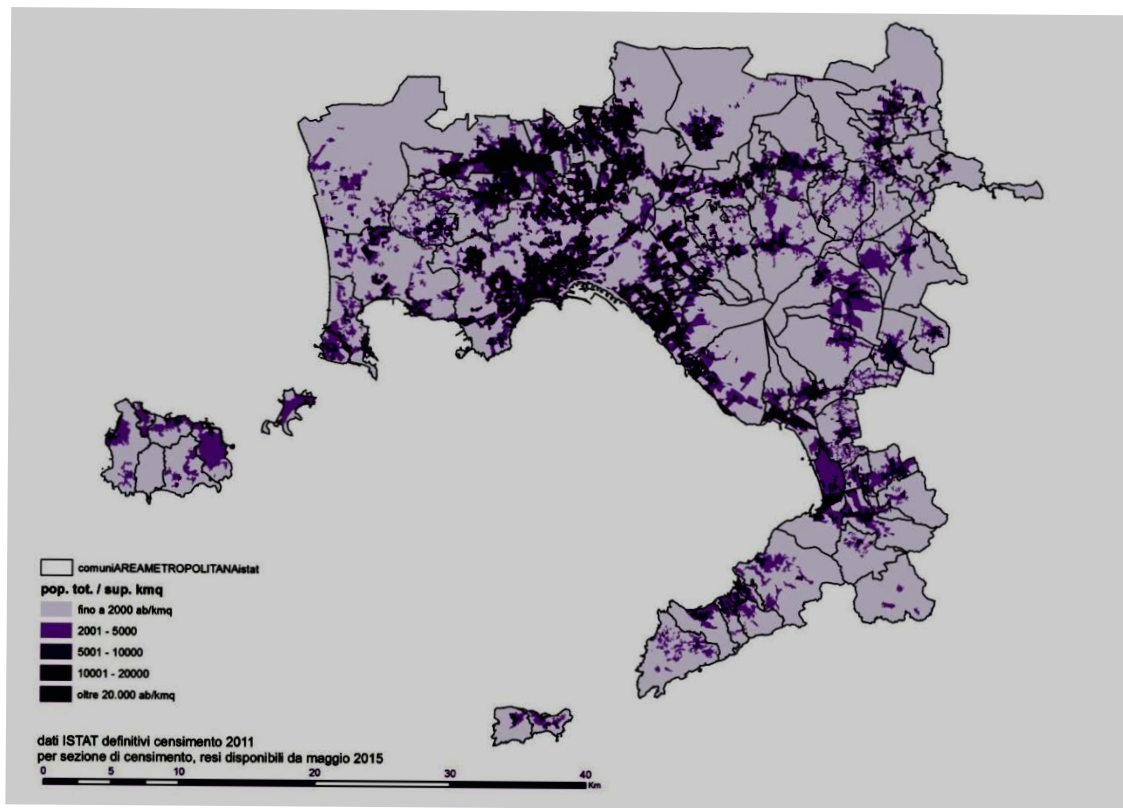 comuniAREAMETROPOLITANAistat
pop. tot. / sup. kmq
fino a 2000 ab/kmq
2001 - 5000
5001 - 10000
10001 - 20000
oltre 20.000 ab/kmq
dati ISTAT definitivi censimento 2011
per sezione di censimento, resi disponibili da maggio 2015
0 5 10 20 30 40
Km